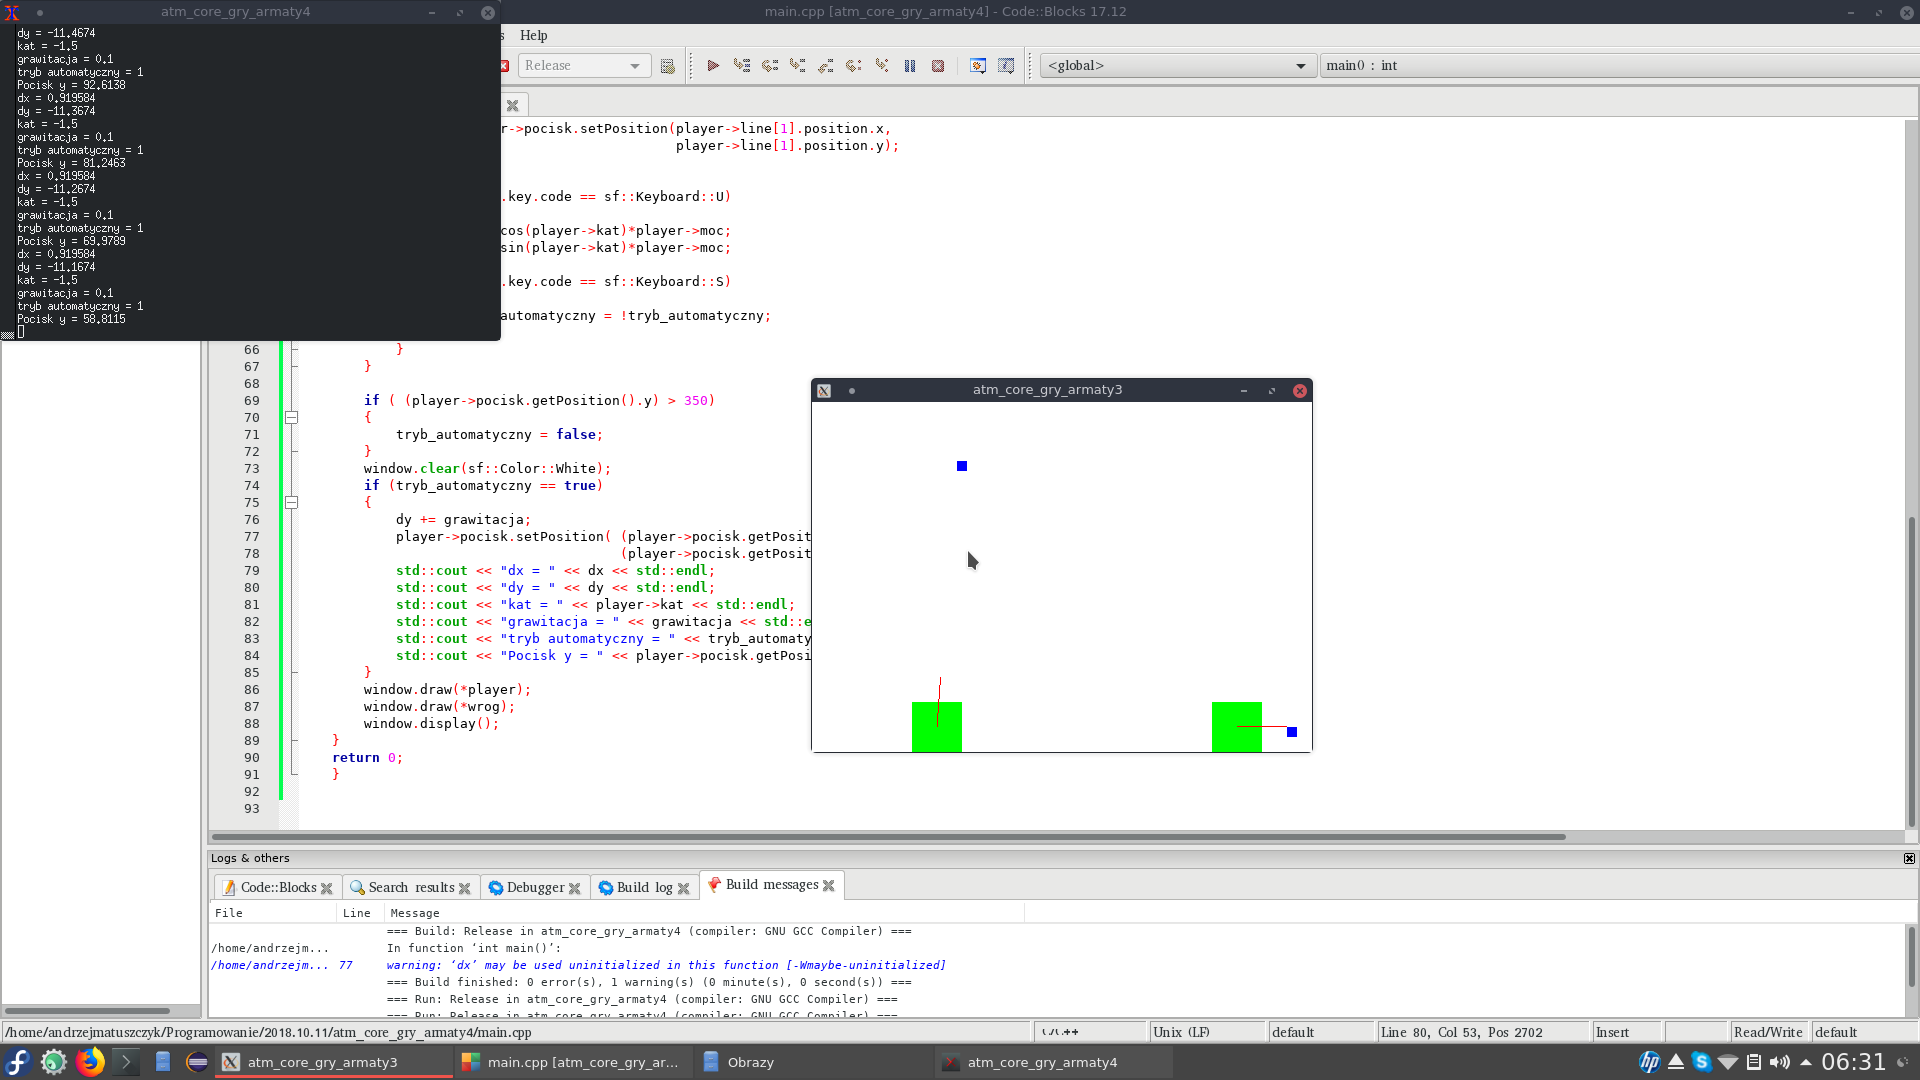 atm_core_gry_armaty4
main.cpp [atm_core_gry_armaty4] - Code::Blocks 17.12
dy = -11.4674
kat = -1.5
grawitacja = 0.1
tryb automatyczny = 1
Pocisk y = 92.6138
dx = 0.919584
dy = -11.3674
kat = -1.5
grawitacja = 0.1
tryb automatyczny = 1
Pocisk y = 81.2463
dx = 0.919584
dy = -11.2674
kat = -1.5
grawitacja = 0.1
tryb automatyczny = 1
Pocisk y = 69.9789
dx = 0.919584
dy = -11.1674
kat = -1.5
grawitacja = 0.1
tryb automatyczny = 1
Pocisk y = 58.8115
s Help
Release
<global>
main() : int
r->pocisk.setPosition(player->line[1].position.x,
player->line[1].position.y);
.key.code == sf::Keyboard::U)
cos(player->kat)*player->moc;
sin(player->kat)*player->moc;
.key.code == sf::Keyboard::S)
automatyczny = !tryb_automatyczny;
66 }
67 }
68
69 if ( (player->pocisk.getPosition().y) > 350)
70 {
71 tryb_automatyczny = false;
72 }
73 window.clear(sf::Color::White);
74 if (tryb_automatyczny == true)
75 {
76 dy += grawitacja;
77 player->pocisk.setPosition( (player->pocisk.getPosit
78 (player->pocisk.getPosit
79 std::cout << "dx = " << dx << std::endl;
80 std::cout << "dy = " << dy << std::endl;
81 std::cout << "kat = " << player->kat << std::endl;
82 std::cout << "grawitacja = " << grawitacja << std::e
83 std::cout << "tryb automatyczny = " << tryb_automaty
84 std::cout << "Pocisk y = " << player->pocisk.getPosi
85 }
86 window.draw(*player);
87 window.draw(*wrog);
88 window.display();
89 }
90 return 0;
91 }
92
93
atm_core_gry_armaty3
Logs & others
Code::Blocks
Search results
Debugger
Build log
Build messages
File Line Message
=== Build: Release in atm_core_gry_armaty4 (compiler: GNU GCC Compiler) ===
/home/andrzejm... In function ‘int main()’:
/home/andrzejm... 77 warning: ‘dx’ may be used uninitialized in this function [-Wmaybe-uninitialized]
=== Build finished: 0 error(s), 1 warning(s) (0 minute(s), 0 second(s)) ===
=== Run: Release in atm_core_gry_armaty4 (compiler: GNU GCC Compiler) ===
=== Run: Release in atm_core_gry_armaty4 (compiler: GNU GCC Compiler) ===
/home/andrzejmatuszczyk/Programowanie/2018.10.11/atm_core_gry_armaty4/main.cpp
C/C++
Unix (LF)
default
Line 80, Col 53, Pos 2702
Insert
Read/Write
default
atm_core_gry_armaty3
main.cpp [atm_core_gry_ar...
Obrazy
atm_core_gry_armaty4
06:31